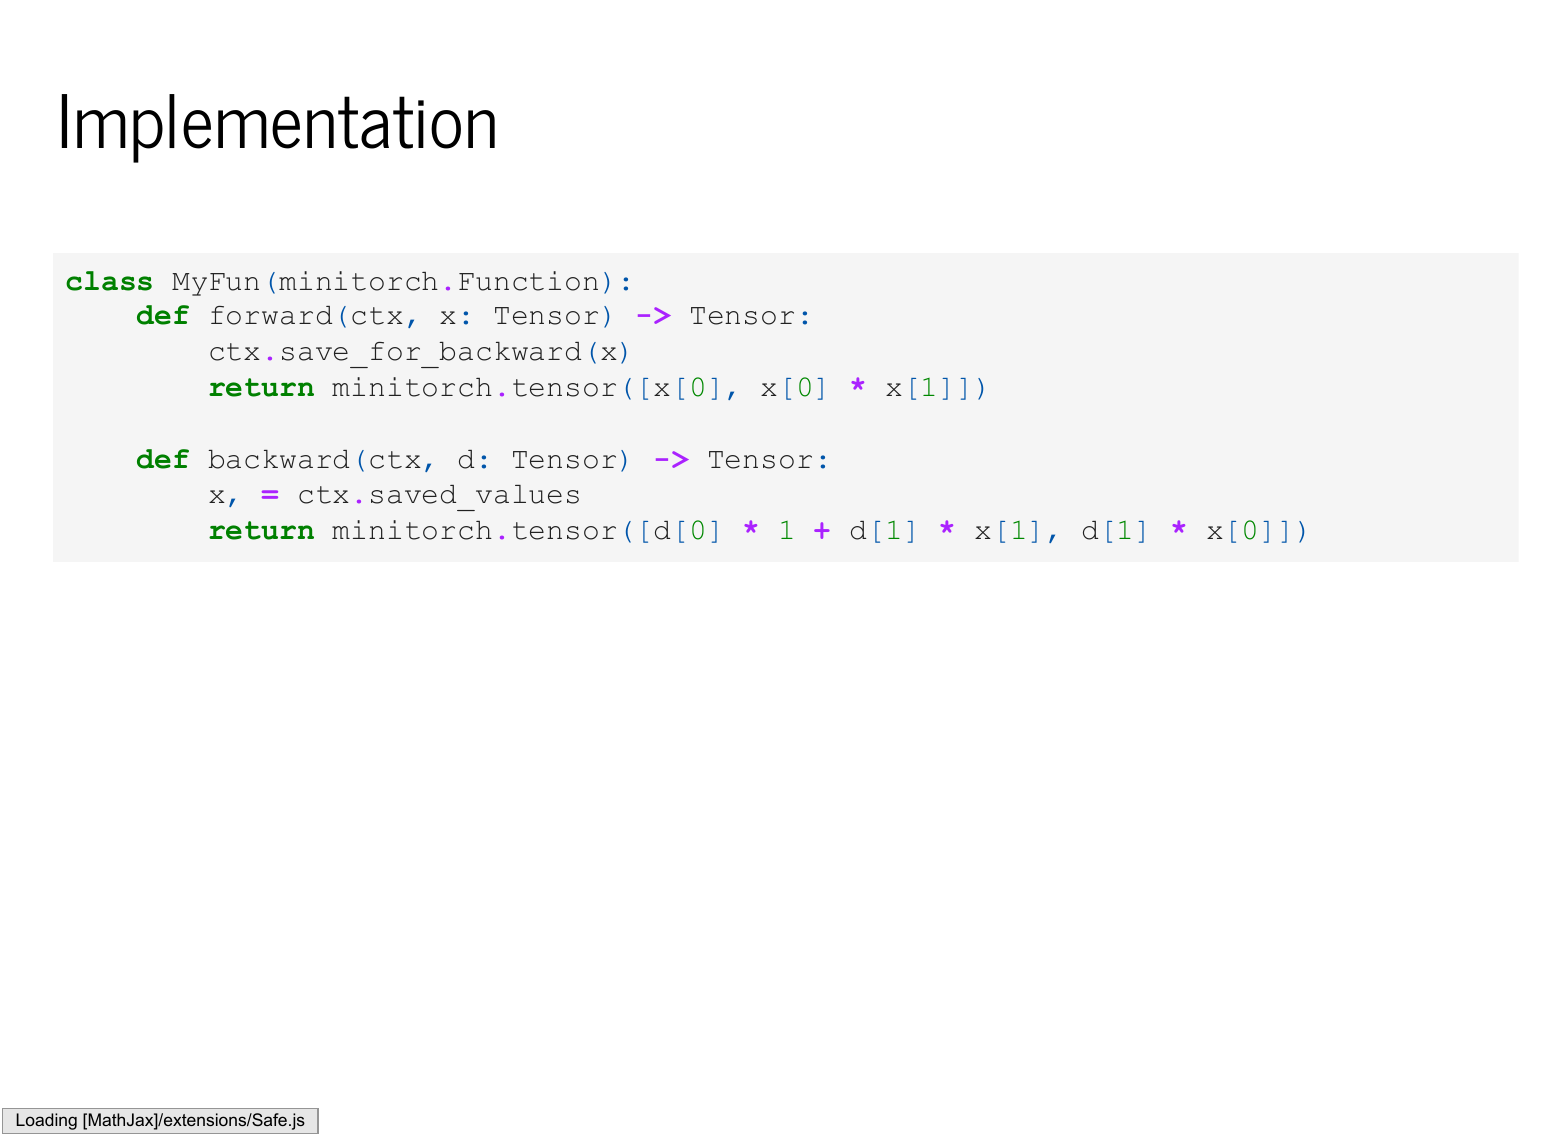 Implementation
class MyFun(minitorch.Function):
    def forward(ctx, x: Tensor) -> Tensor:
        ctx.save_for_backward(x)
        return minitorch.tensor([x[0], x[0] * x[1]])
    def backward(ctx, d: Tensor) -> Tensor:
        x, = ctx.saved_values
        return minitorch.tensor([d[0] * 1 + d[1] * x[1], d[1] * x[0]])
Loading [MathJax]/extensions/Safe.js